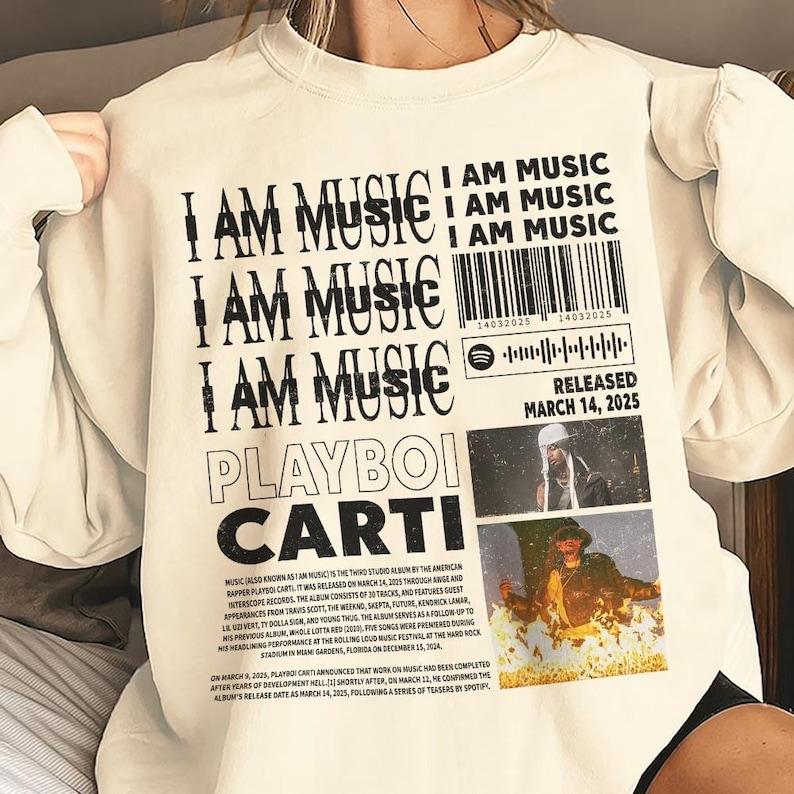 I AM MUSIC
I AM MUSIC
I AM MUSIC
I AM MUSIC
I AM MUSIC
I AM MUSIC
I AM MUSIC
I AM MUSIC
I AM MUSIC
14032025 14032025
RELEASED
MARCH 14, 2025
PLAYBOI
CARTI
MUSIC (ALSO KNOWN AS I AM MUSIC) IS THE THIRD STUDIO ALBUM BY THE AMERICAN
RAPPER PLAYBOI CARTI. IT WAS RELEASED ON MARCH 14, 2025 THROUGH AWGE AND
INTERSCOPE RECORDS. THE ALBUM CONSISTS OF 30 TRACKS, AND FEATURES GUEST
APPEARANCES FROM TRAVIS SCOTT, THE WEEKND, SKEPTA, FUTURE, KENDRICK LAMAR,
LIL UZI VERT, TY DOLLA SIGN, AND YOUNG THUG. THE ALBUM SERVES AS A FOLLOW-UP TO
HIS PREVIOUS ALBUM, WHOLE LOTTA RED (2020). FIVE SONGS WERE PREMIERED DURING
HIS HEADLINING PERFORMANCE AT THE ROLLING LOUD MUSIC FESTIVAL AT THE HARD ROCK
STADIUM IN MIAMI GARDENS, FLORIDA ON DECEMBER 15, 2024.
ON MARCH 9, 2025, PLAYBOI CARTI ANNOUNCED THAT WORK ON MUSIC HAD BEEN COMPLETED
AFTER YEARS OF DEVELOPMENT HELL.[1] SHORTLY AFTER, ON MARCH 12, HE CONFIRMED THE
ALBUM'S RELEASE DATE AS MARCH 14, 2025, FOLLOWING A SERIES OF TEASERS BY SPOTIFY.